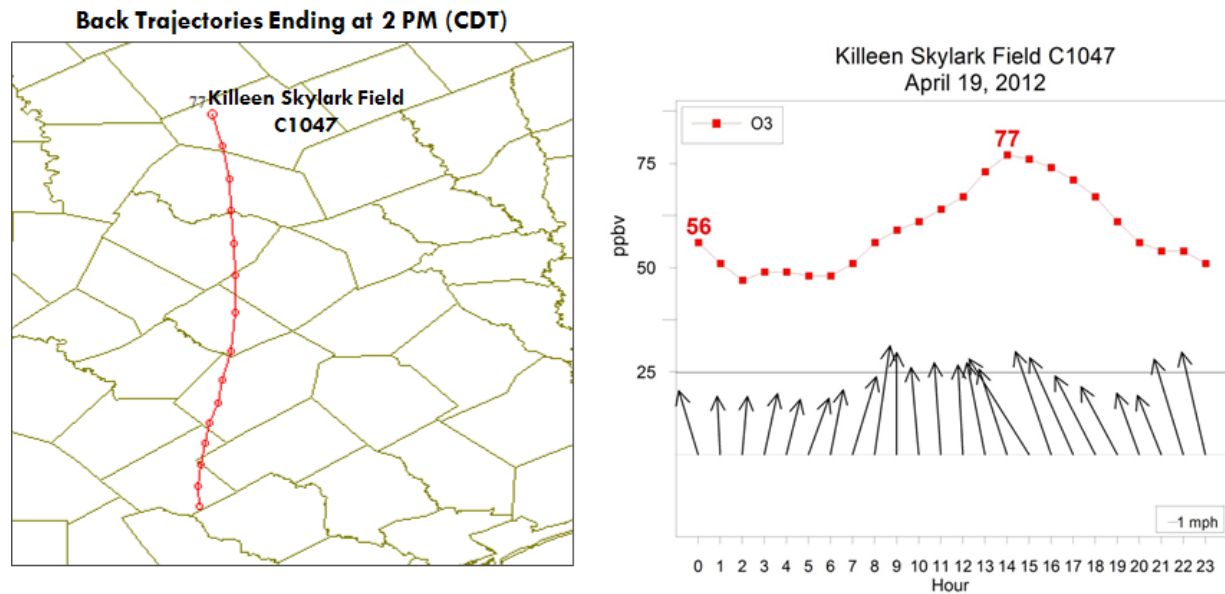 Back Trajectories Ending at 2 PM (CDT)
77
Killeen Skylark Field
C1047
Killeen Skylark Field C1047
April 19, 2012
O3
77
56
75
50
25
ppbv
1 mph
0 1 2 3 4 5 6 7 8 9 10 11 12 13 14 15 16 17 18 19 20 21 22 23
Hour